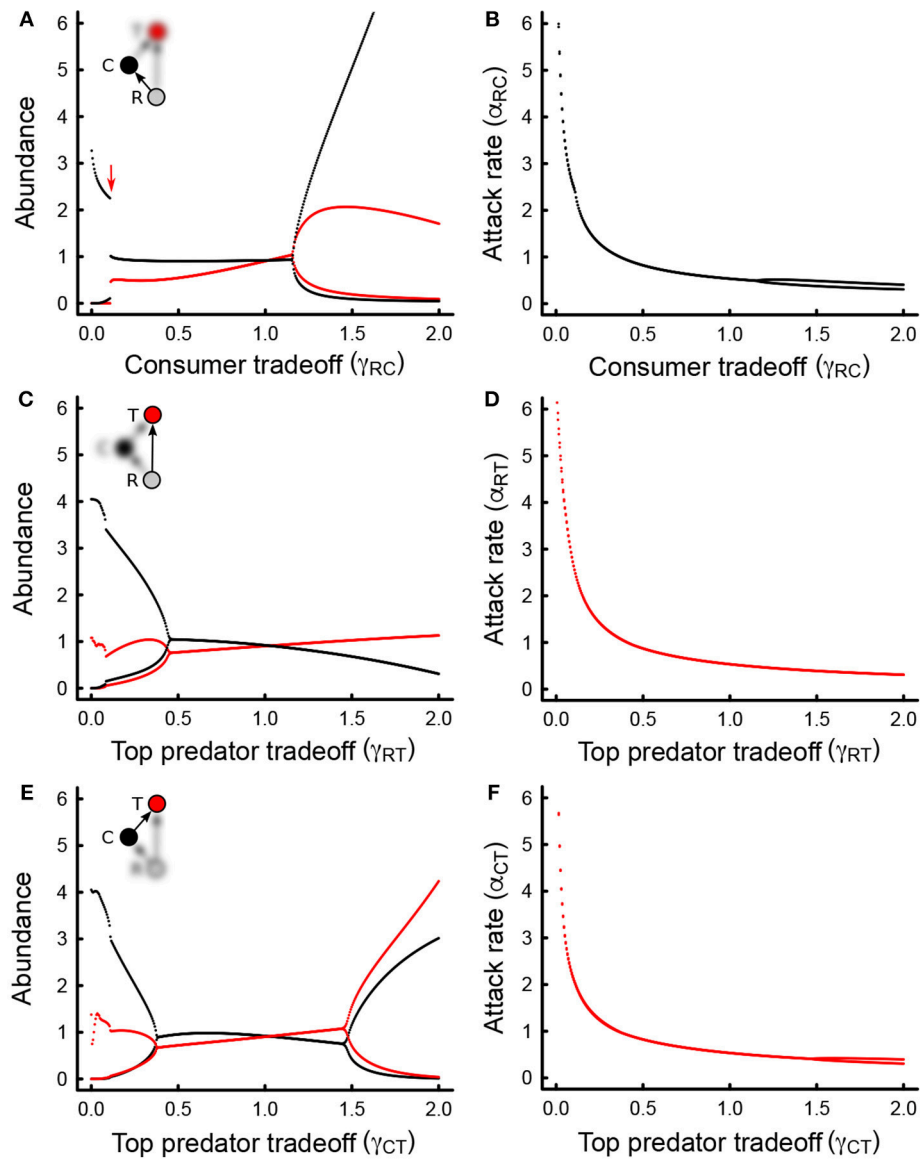 A
B
6
5
4
3
2
1
0
Abundance
C
R
0.0 0.5 1.0 1.5 2.0
Consumer tradeoff (γRC)
6
5
4
3
2
1
0
Attack rate (αRC)
0.0 0.5 1.0 1.5 2.0
Consumer tradeoff (γRC)
C
D
6
5
4
3
2
1
0
Abundance
T
R
0.0 0.5 1.0 1.5 2.0
Top predator tradeoff (γRT)
6
5
4
3
2
1
0
Attack rate (αRT)
0.0 0.5 1.0 1.5 2.0
Top predator tradeoff (γRT)
E
F
6
5
4
3
2
1
0
Abundance
T
C
0.0 0.5 1.0 1.5 2.0
Top predator tradeoff (γCT)
6
5
4
3
2
1
0
Attack rate (αCT)
0.0 0.5 1.0 1.5 2.0
Top predator tradeoff (γCT)